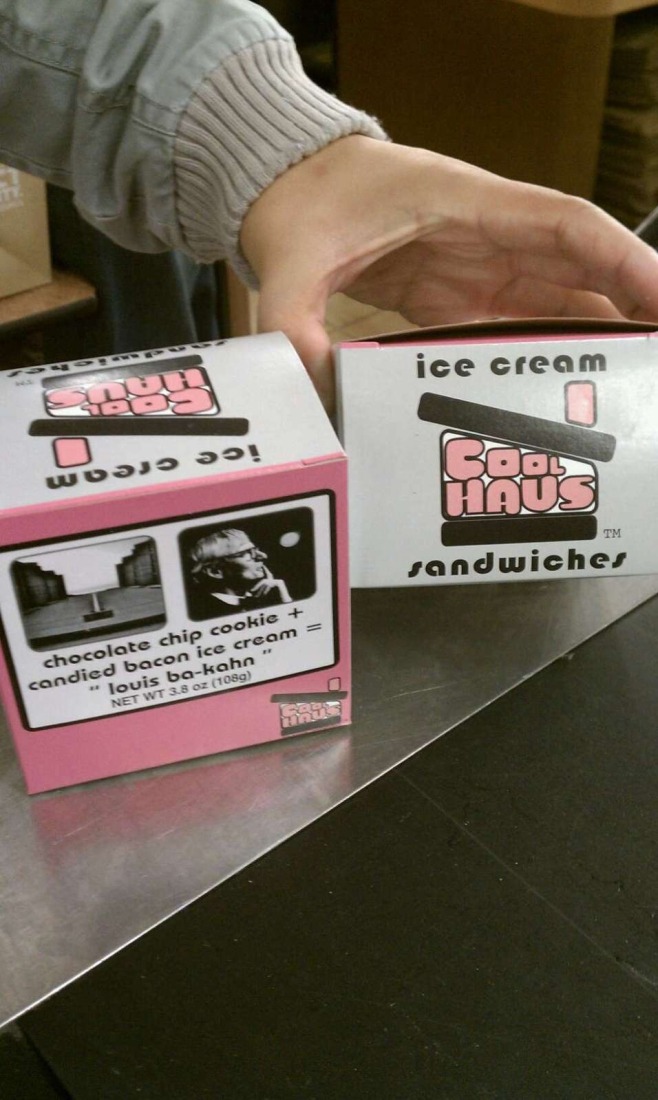 sandwiches
COOL
HAUS
TM
ice cream
chocolate chip cookie +
candied bacon ice cream =
" louis ba-kahn "
NET WT 3.8 oz (108g)
COOL
HAUS
ice cream
COOL
HAUS
TM
sandwiches